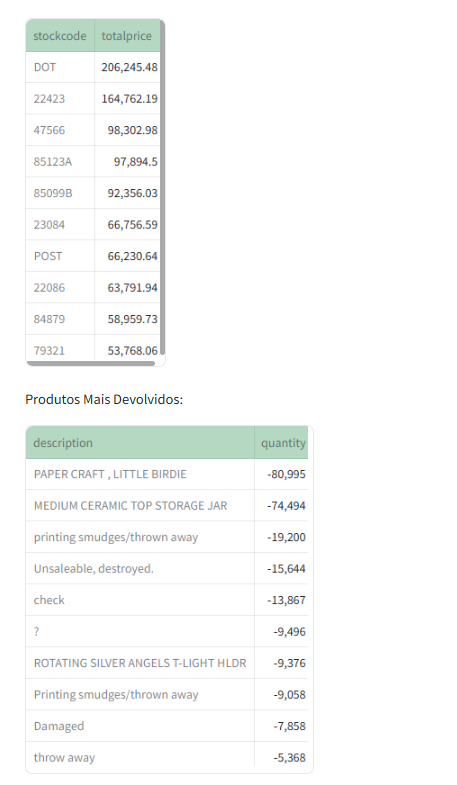 stockcode totalprice
DOT 206,245.48
22423 164,762.19
47566 98,302.98
85123A 97,894.5
85099B 92,356.03
23084 66,756.59
POST 66,230.64
22086 63,791.94
84879 58,959.73
79321 53,768.06
Produtos Mais Devolvidos:
description quantity
PAPER CRAFT , LITTLE BIRDIE -80,995
MEDIUM CERAMIC TOP STORAGE JAR -74,494
printing smudges/thrown away -19,200
Unsaleable, destroyed. -15,644
check -13,867
? -9,496
ROTATING SILVER ANGELS T-LIGHT HLDR -9,376
Printing smudges/thrown away -9,058
Damaged -7,858
throw away -5,368